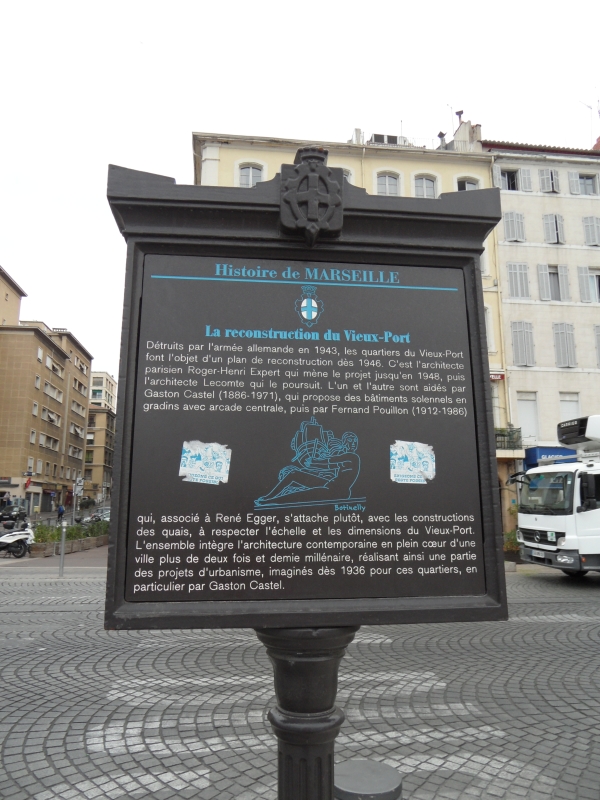 Histoire de MARSEILLE
La reconstruction du Vieux-Port
Détruits par l'armée allemande en 1943, les quartiers du Vieux-Port
font l'objet d'un plan de reconstruction dès 1946. C'est l'architecte
parisien Roger-Henri Expert qui mène le projet jusqu'en 1948, puis
l'architecte Lecomte qui le poursuit. L'un et l'autre sont aidés par
Gaston Castel (1886-1971), qui propose des bâtiments solennels en
gradins avec arcade centrale, puis par Fernand Pouillon (1912-1986)
Botinelly
qui, associé à René Egger, s'attache plutôt, avec les constructions
des quais, à respecter l'échelle et les dimensions du Vieux-Port.
L'ensemble intègre l'architecture contemporaine en plein cœur d'une
ville plus de deux fois et demie millénaire, réalisant ainsi une partie
des projets d'urbanisme, imaginés dès 1936 pour ces quartiers, en
particulier par Gaston Castel.